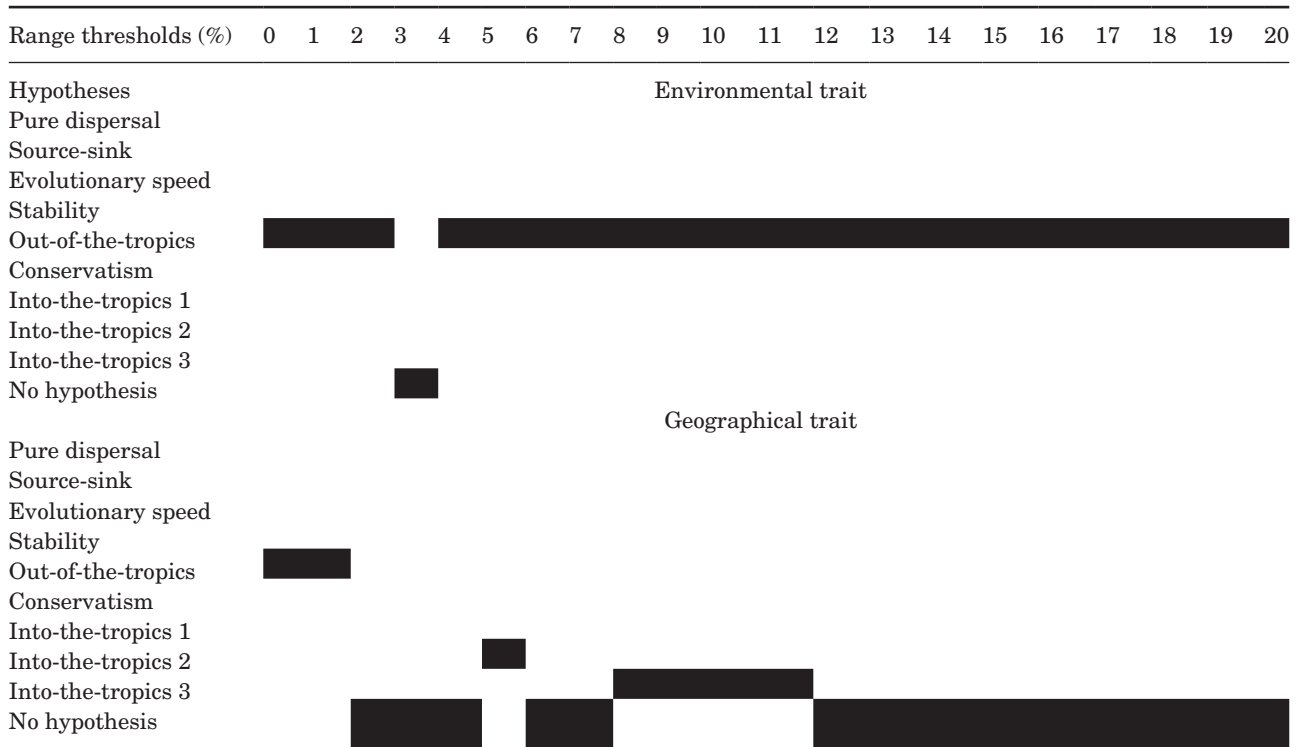 Range thresholds (%) 0 1 2 3 4 5 6 7 8 9 10 11 12 13 14 15 16 17 18 19 20
Hypotheses Environmental trait
Pure dispersal
Source-sink
Evolutionary speed
Stability
Out-of-the-tropics
Conservatism
Into-the-tropics 1
Into-the-tropics 2
Into-the-tropics 3
No hypothesis
Geographical trait
Pure dispersal
Source-sink
Evolutionary speed
Stability
Out-of-the-tropics
Conservatism
Into-the-tropics 1
Into-the-tropics 2
Into-the-tropics 3
No hypothesis